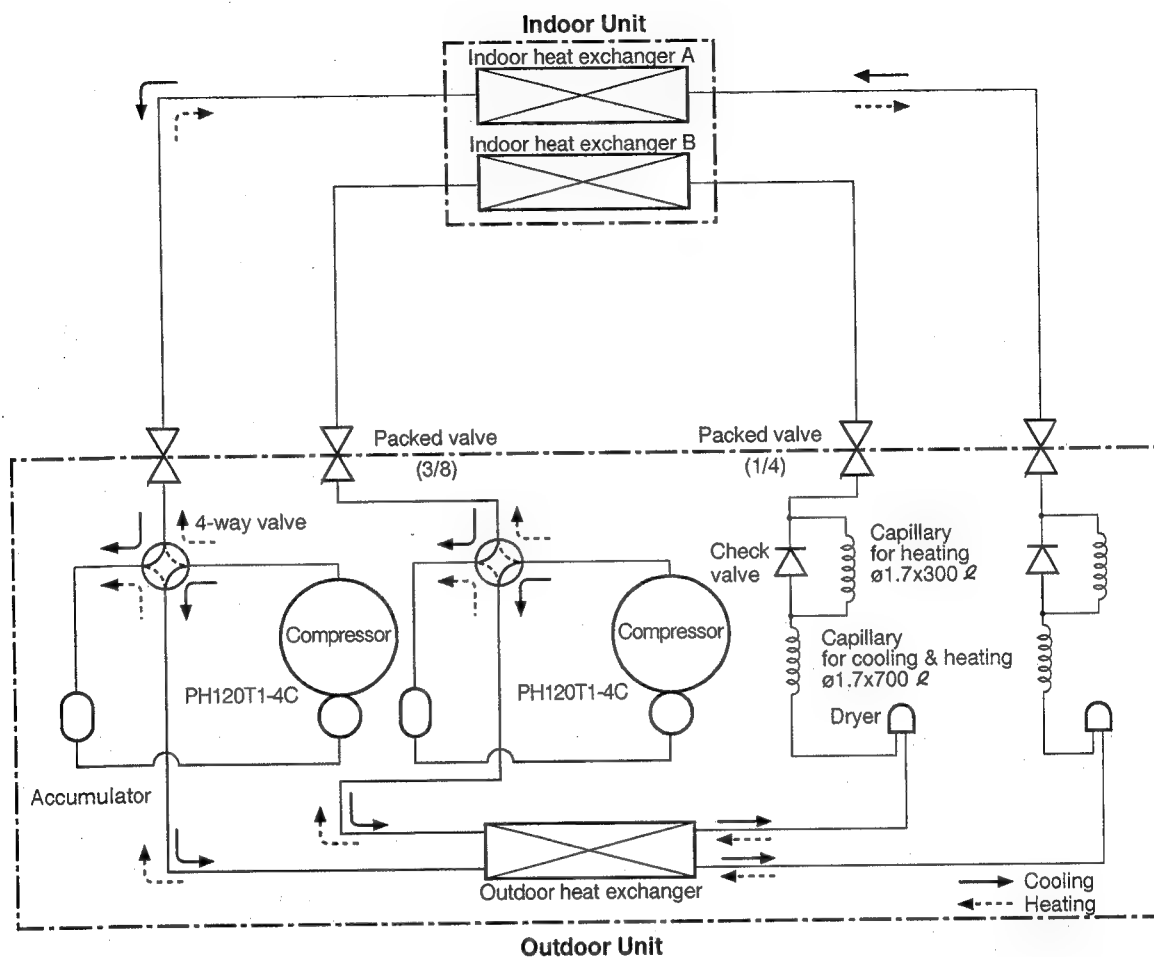 Indoor Unit
Indoor heat exchanger A
Indoor heat exchanger B
Packed valve
(3/8)
Packed valve
(1/4)
4-way valve
Check
valve
Capillary
for heating
ø1.7x300 ℓ
Compressor
Compressor
Capillary
for cooling & heating
ø1.7x700 ℓ
PH120T1-4C
PH120T1-4C
Dryer
Accumulator
Outdoor heat exchanger
Cooling
Heating
Outdoor Unit